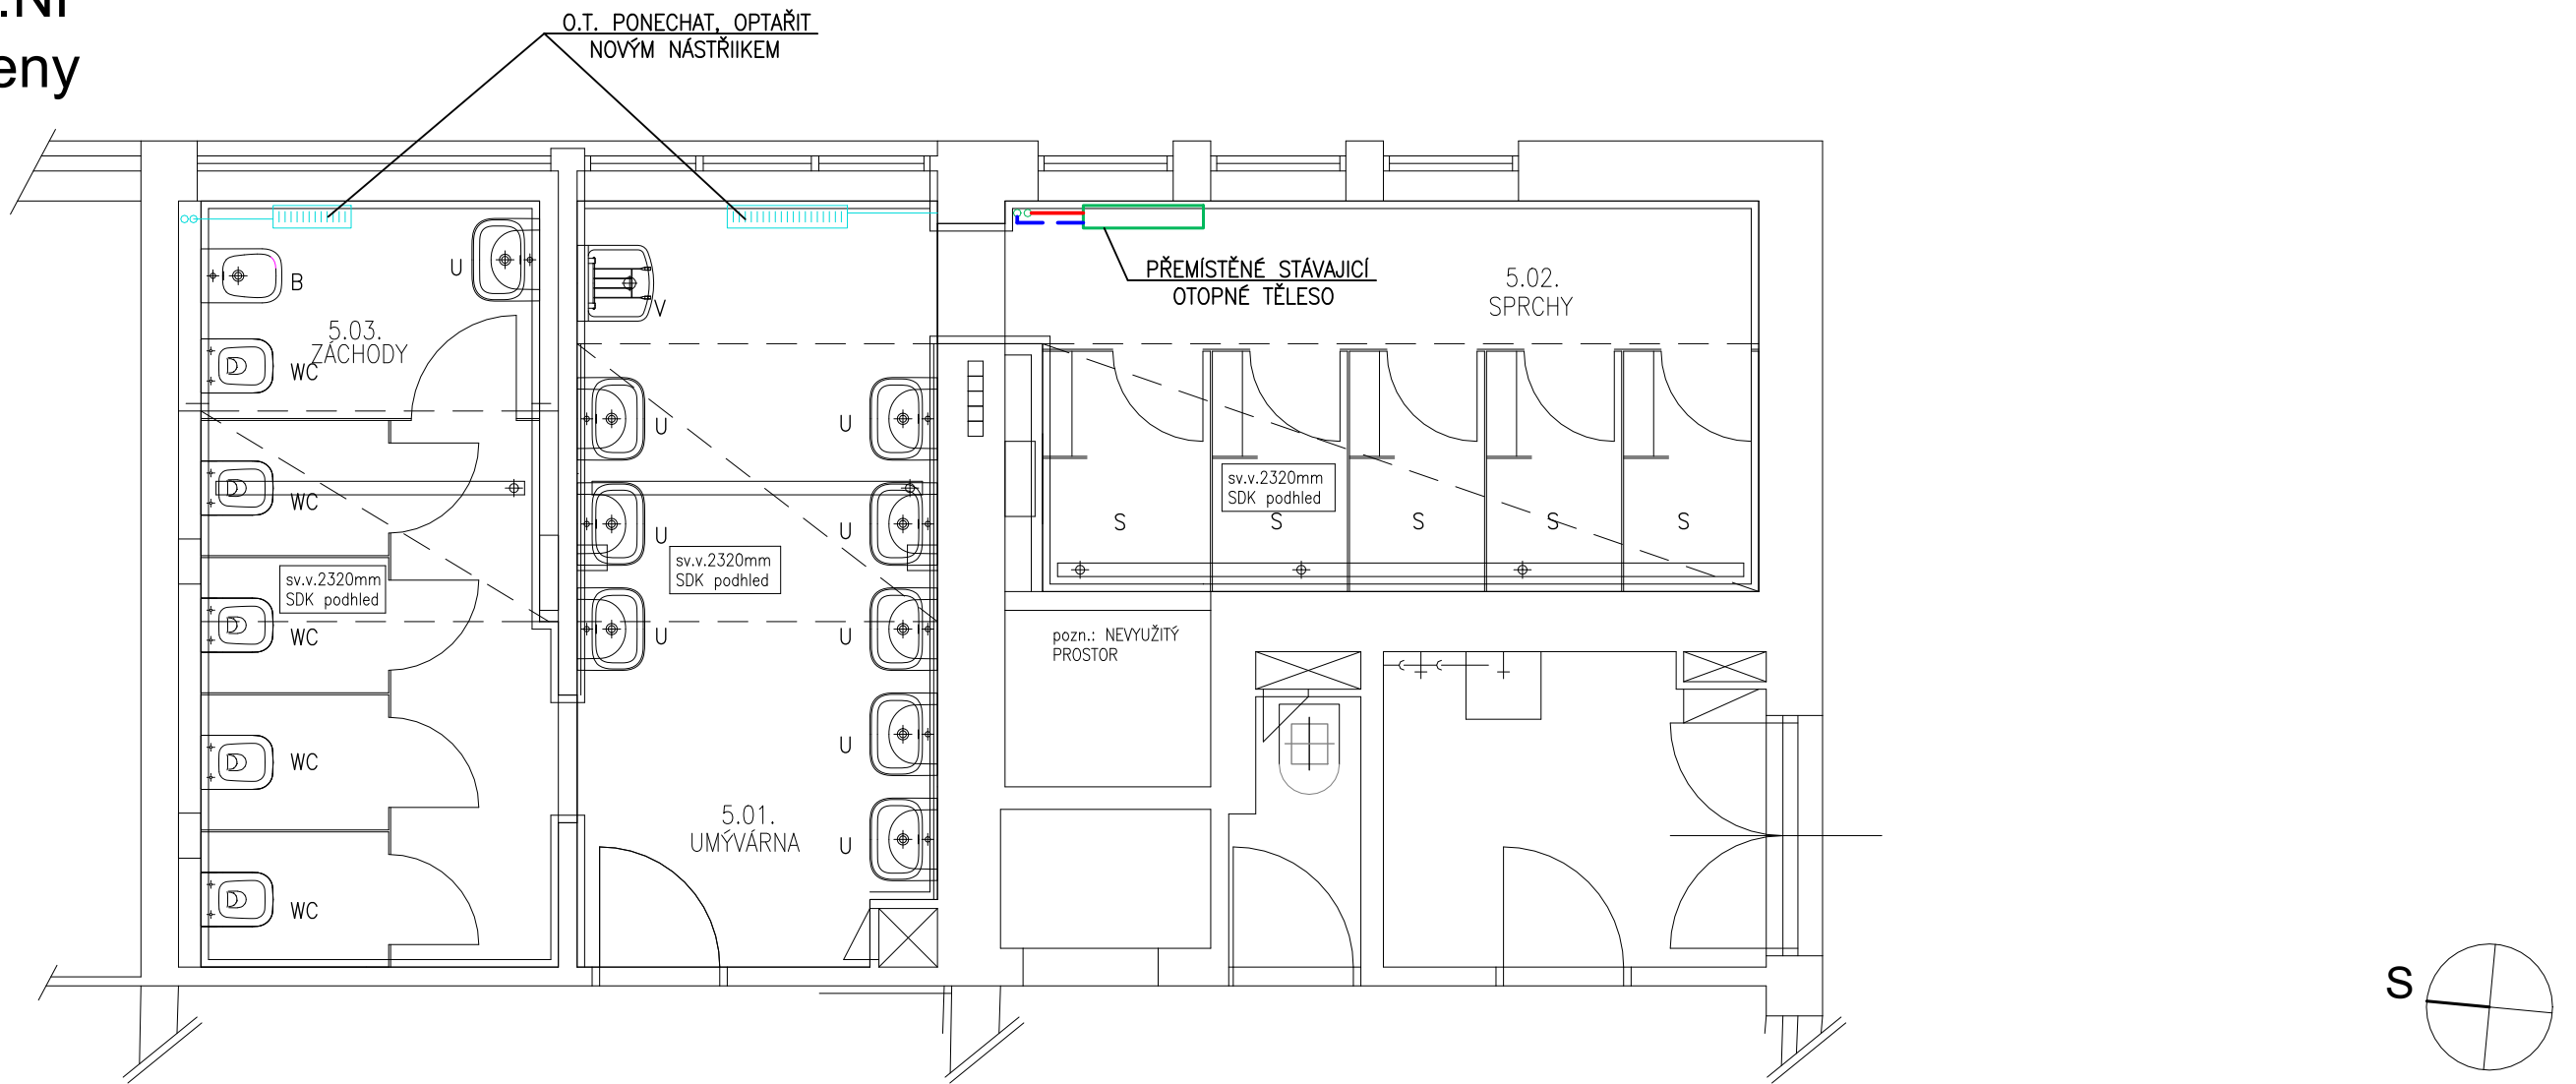 .NÍ
eny
O.T. PONECHAT, OPTAŘIT
NOVÝM NÁSTŘIIKEM
PŘEMÍSTĚNÉ STÁVAJICÍ
OTOPNÉ TĚLESO
5.02.
SPRCHY
B
U
V
5.03.
ZÁCHODY
WC
U
U
WC
U
U
sv.v.2320mm
SDK podhled
S
S
S
S
S
sv.v.2320mm
SDK podhled
sv.v.2320mm
SDK podhled
WC
U
U
pozn.: NEVYUŽITÝ
PROSTOR
WC
U
5.01.
UMÝVÁRNA
U
WC
S